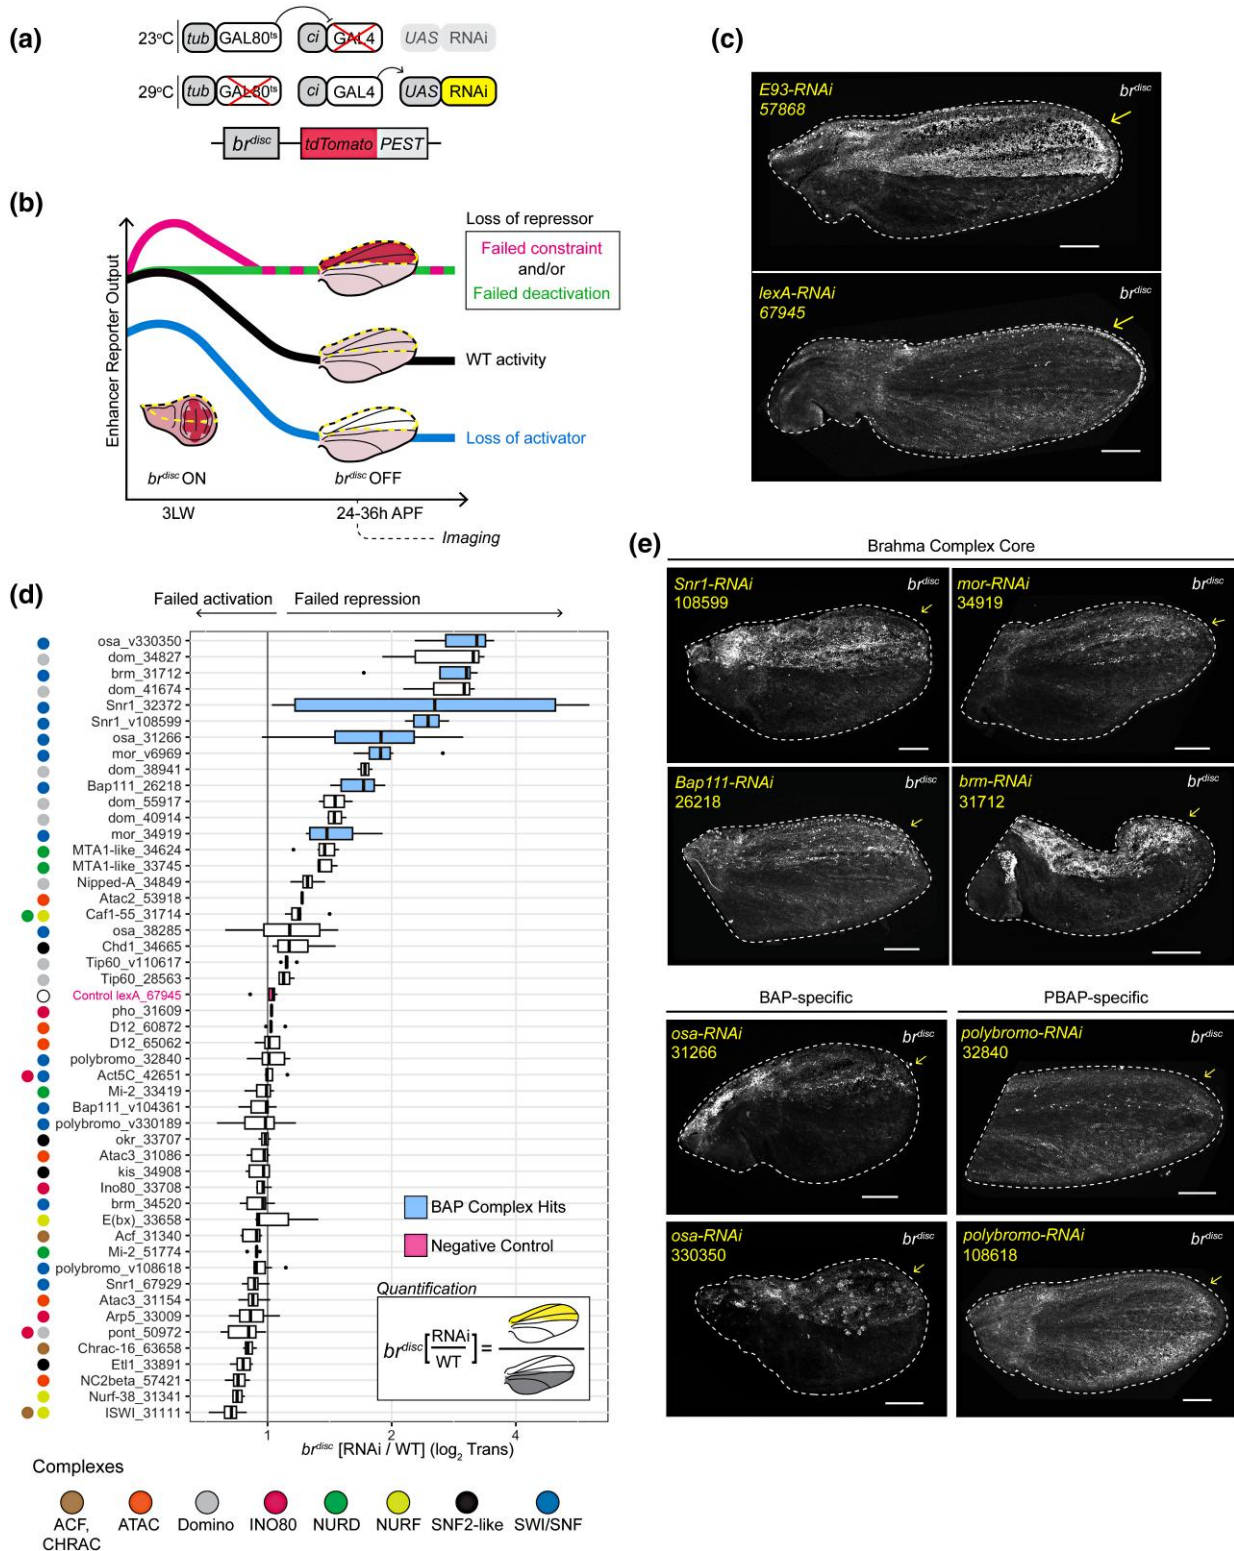 (a)
23°C
tub
GAL80ts
ci
GAL4
UAS
RNAi
29°C
tub
GAL80ts
ci
GAL4
UAS
RNAi
brdisc
tdTomato
PEST
(b)
Enhancer Reporter Output
Loss of repressor
Failed constraint
and/or
Failed deactivation
WT activity
Loss of activator
brdisc ON
brdisc OFF
3LW
24-36h APF
Imaging
(c)
E93-RNAi
57868
brdisc
lexA-RNAi
67945
brdisc
(d)
Failed activation
Failed repression
osa_v330350
dom_34827
brm_31712
dom_41674
Snr1_32372
Snr1_v108599
osa_31266
mor_v6969
dom_38941
Bap111_26218
dom_55917
dom_40914
mor_34919
MTA1-like_34624
MTA1-like_33745
Nipped-A_34849
Atac2_53918
Caf1-55_31714
osa_38285
Chd1_34665
Tip60_v110617
Tip60_28563
Control lexA_67945
pho_31609
D12_60872
D12_65062
polybromo_32840
Act5C_42651
Mi-2_33419
Bap111_v104361
polybromo_v330189
okr_33707
Atac3_31086
kis_34908
Ino80_33708
brm_34520
E(bx)_33658
Acf_31340
Mi-2_51774
polybromo_v108618
Snr1_67929
Atac3_31154
Arp5_33009
pont_50972
Chrac-16_63658
Etl1_33891
NC2beta_57421
Nurf-38_31341
ISWI_31111
BAP Complex Hits
Negative Control
Quantification
brdisc [RNAi / WT] =
1
2
4
brdisc [RNAi / WT] (log2 Trans)
Complexes
ACF, CHRAC
ATAC
Domino
INO80
NURD
NURF
SNF2-like
SWI/SNF
(e)
Brahma Complex Core
Snr1-RNAi
108599
brdisc
mor-RNAi
34919
brdisc
Bap111-RNAi
26218
brdisc
brm-RNAi
31712
brdisc
BAP-specific
PBAP-specific
osa-RNAi
31266
brdisc
polybromo-RNAi
32840
brdisc
osa-RNAi
330350
brdisc
polybromo-RNAi
108618
brdisc